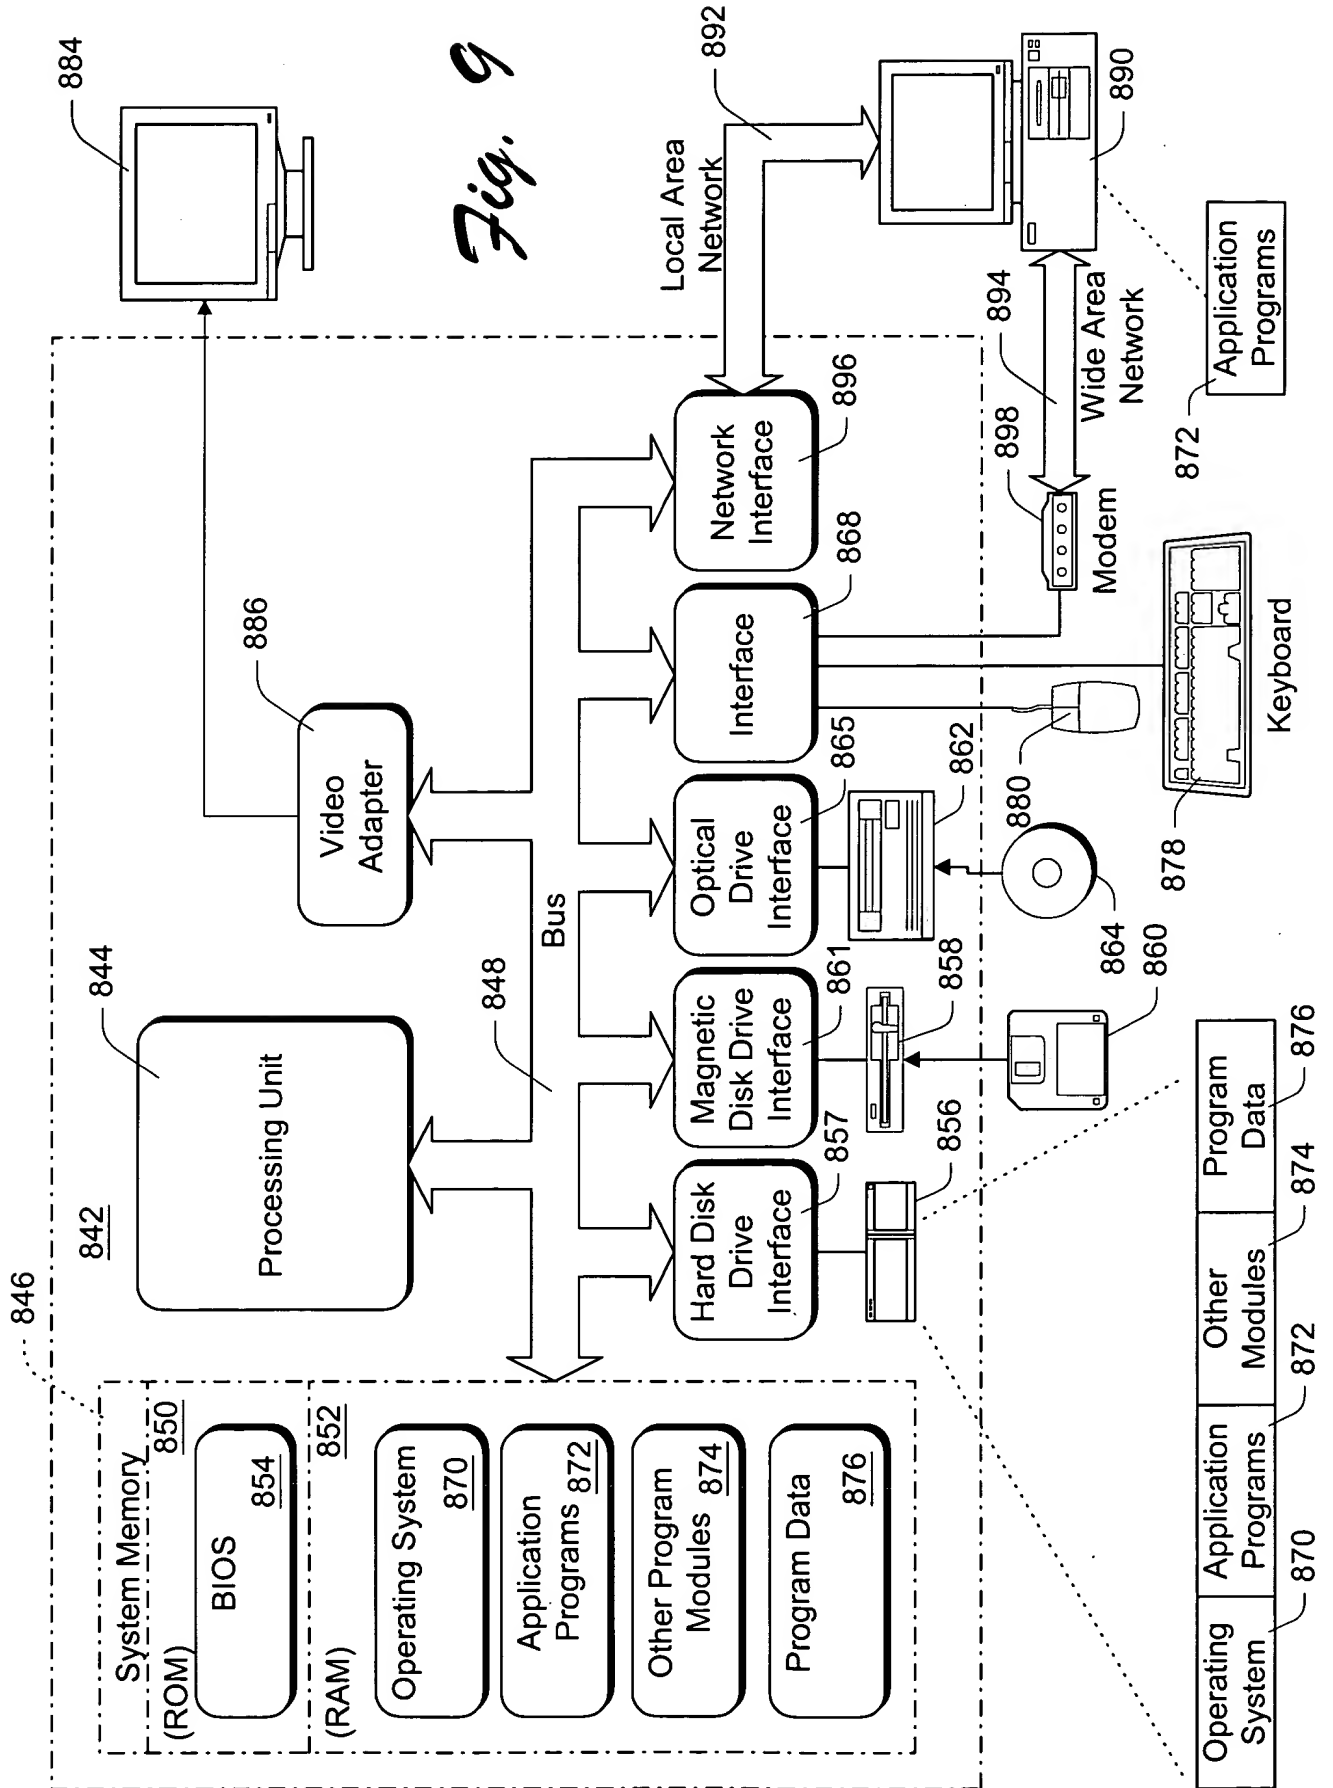 846
842
844
884
Fig. 9
System Memory
(ROM) 850
BIOS
854
(RAM) 852
Operating System
870
Application
Programs 872
Other Program
Modules 874
Program Data
876
Processing Unit
Video
Adapter
886
848
Bus
Hard Disk
Drive
Interface
857
Magnetic
Disk Drive
Interface
861
Optical
Drive
Interface
865
Interface
868
Network
Interface
896
Local Area
Network
892
856
858
862
860
864
880
878
Keyboard
Modem
898
894
Wide Area
Network
890
872
Application
Programs
Operating
System
870
Application
Programs
872
Other
Modules
874
Program
Data
876